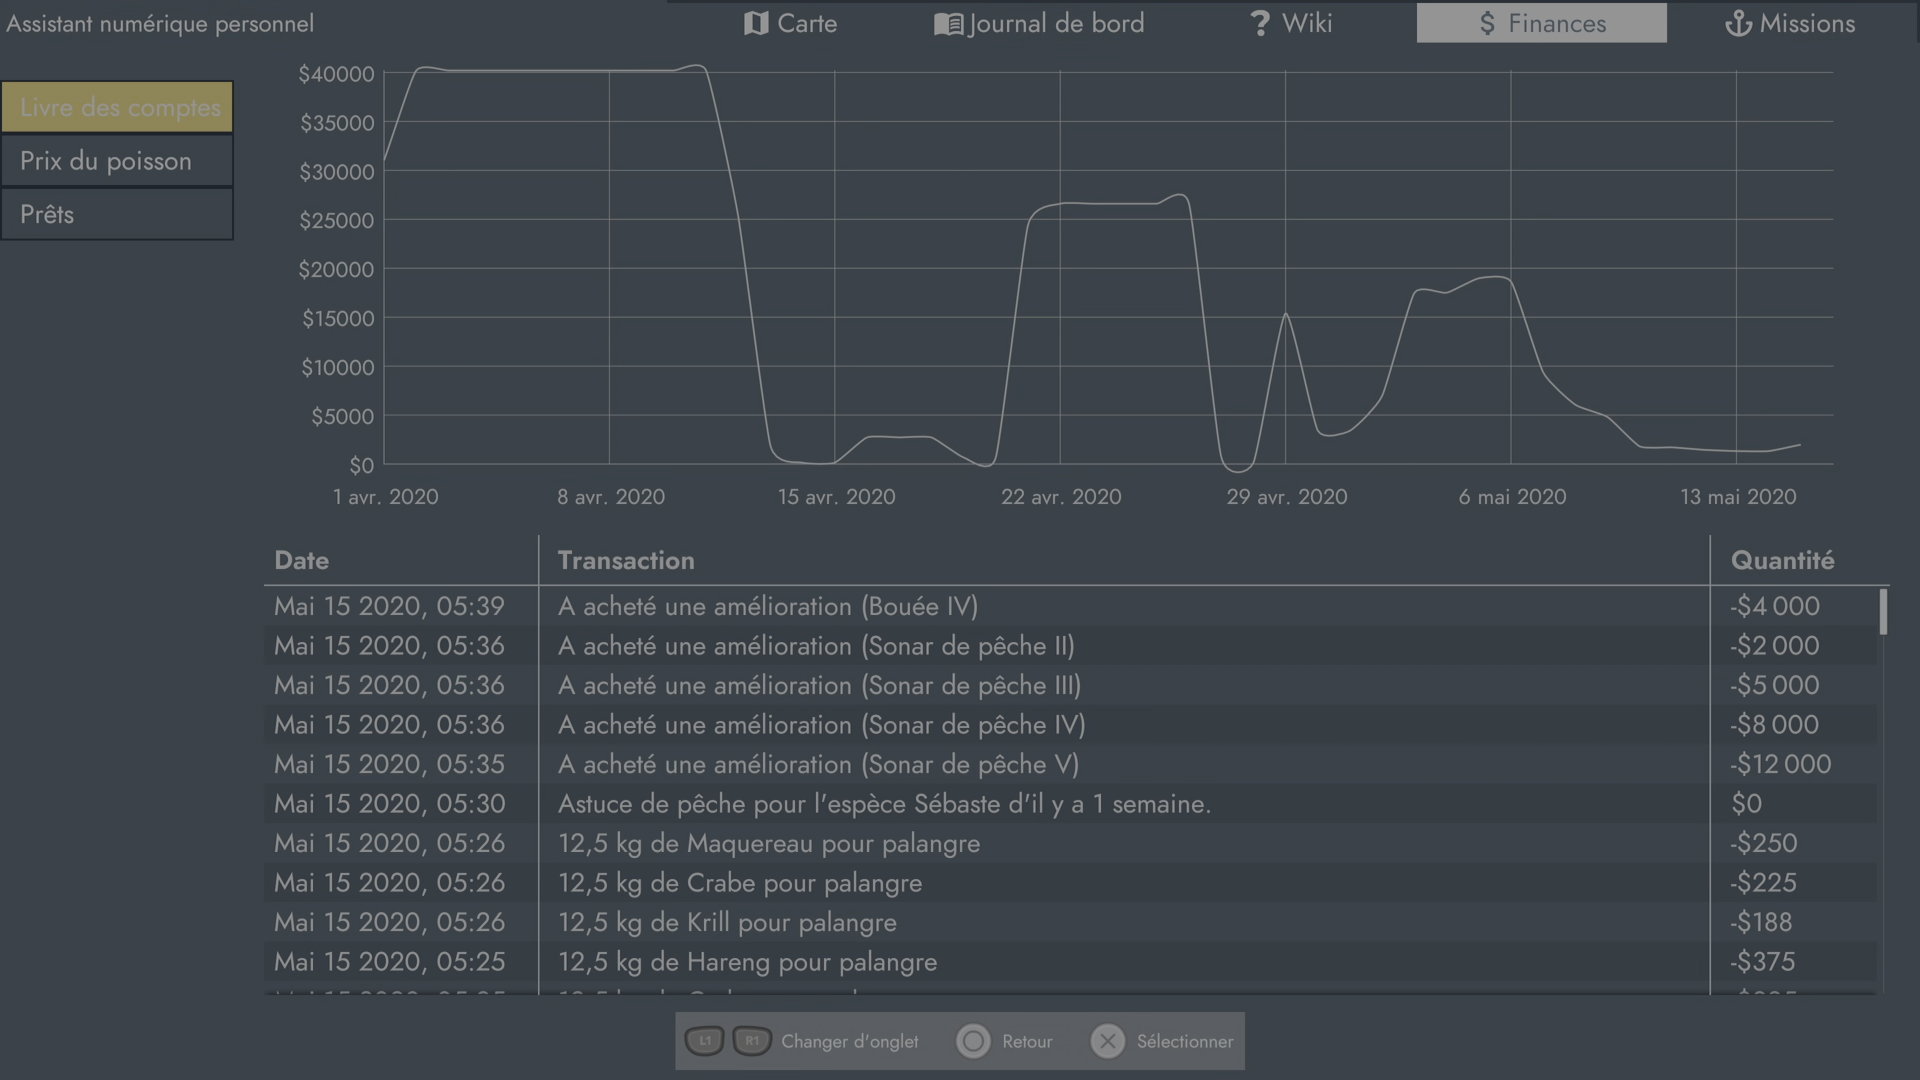 Assistant numérique personnel
Carte
Journal de bord
Wiki
$ Finances
Missions
Livre des comptes
Prix du poisson
Prêts
$40000
$35000
$30000
$25000
$20000
$15000
$10000
$5000
$0
1 avr. 2020 8 avr. 2020 15 avr. 2020 22 avr. 2020 29 avr. 2020 6 mai 2020 13 mai 2020
Date Transaction Quantité
Mai 15 2020, 05:39 A acheté une amélioration (Bouée IV) -$4 000
Mai 15 2020, 05:36 A acheté une amélioration (Sonar de pêche II) -$2 000
Mai 15 2020, 05:36 A acheté une amélioration (Sonar de pêche III) -$5 000
Mai 15 2020, 05:36 A acheté une amélioration (Sonar de pêche IV) -$8 000
Mai 15 2020, 05:35 A acheté une amélioration (Sonar de pêche V) -$12 000
Mai 15 2020, 05:30 Astuce de pêche pour l'espèce Sébaste d'il y a 1 semaine. $0
Mai 15 2020, 05:26 12,5 kg de Maquereau pour palangre -$250
Mai 15 2020, 05:26 12,5 kg de Crabe pour palangre -$225
Mai 15 2020, 05:26 12,5 kg de Krill pour palangre -$188
Mai 15 2020, 05:25 12,5 kg de Hareng pour palangre -$375
L1 R1 Changer d'onglet Retour Sélectionner